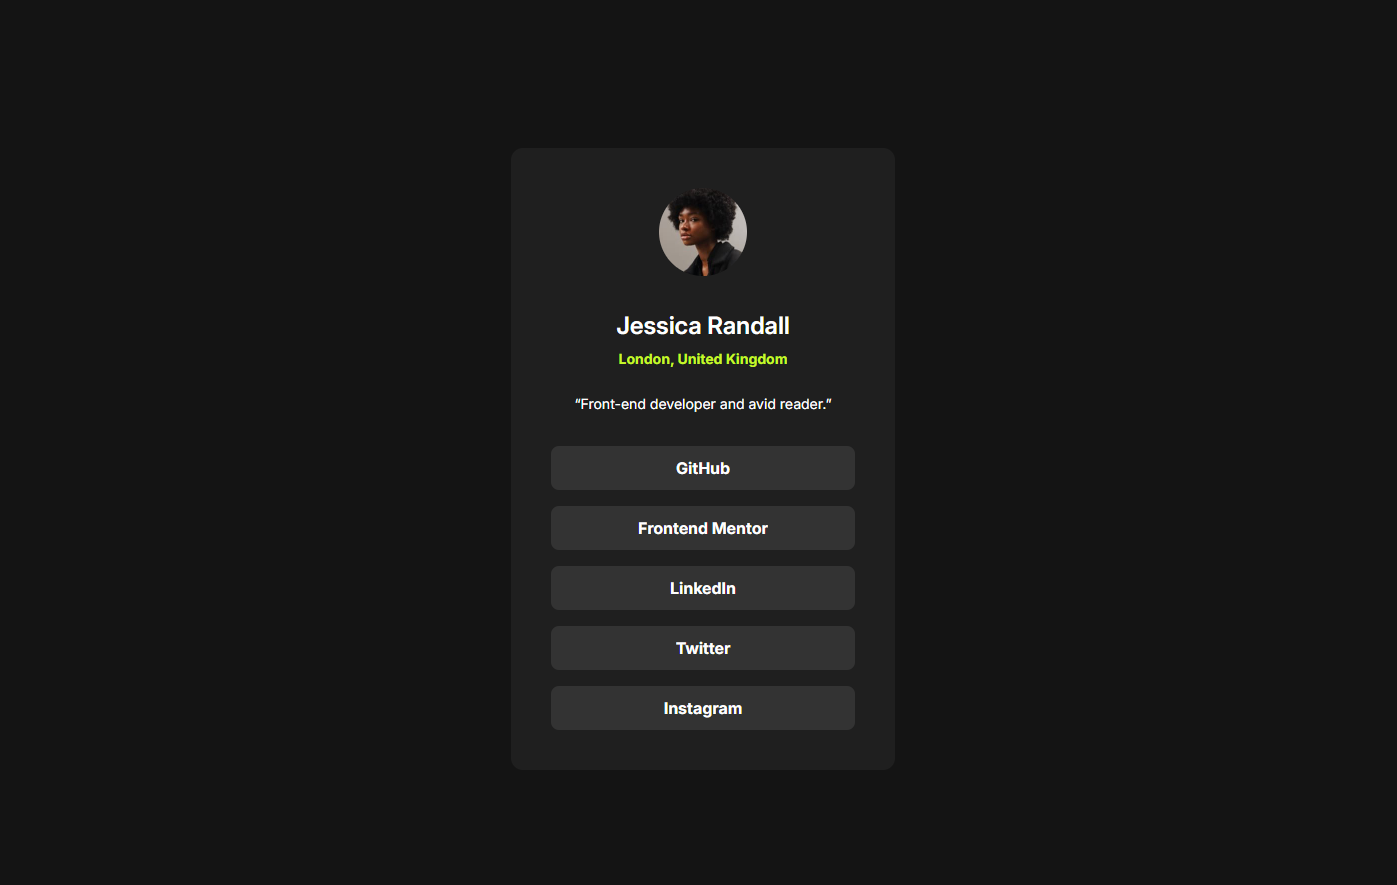 Jessica Randall
London, United Kingdom
“Front-end developer and avid reader.”
GitHub
Frontend Mentor
LinkedIn
Twitter
Instagram